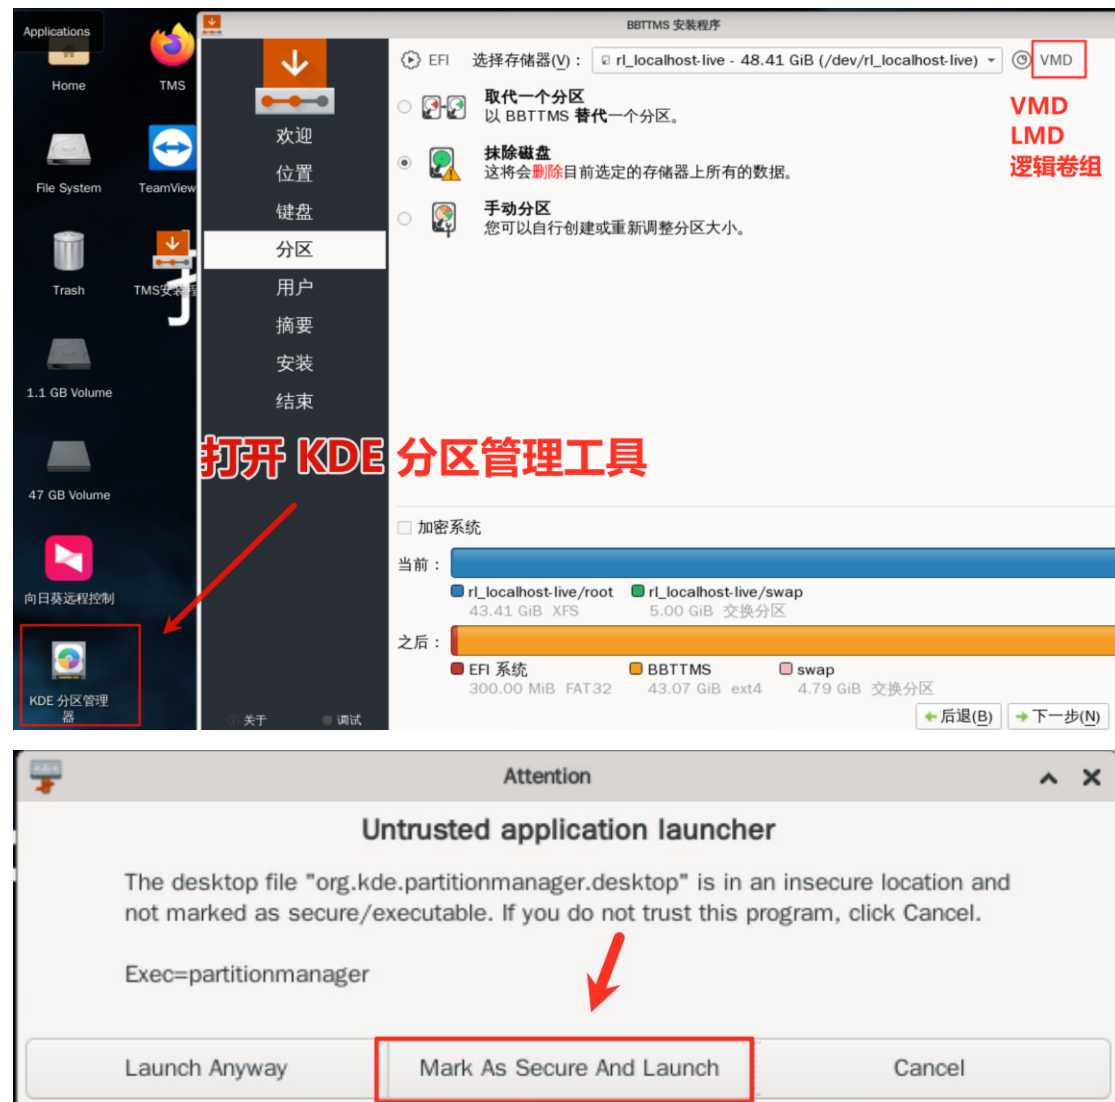 Applications
BBTTMS 安装程序
Home
TMS
EFI 选择存储器(V)： rl_localhost-live - 48.41 GiB (/dev/rl_localhost-live) VMD
取代一个分区
以 BBTTMS 替代一个分区。
VMD
LMD
逻辑卷组
欢迎
抹除磁盘
这将会删除目前选定的存储器上所有的数据。
位置
File System
TeamView
键盘
手动分区
您可以自行创建或重新调整分区大小。
分区
Trash
TMS安装程
用户
摘要
安装
1.1 GB Volume
结束
打开 KDE 分区管理工具
47 GB Volume
加密系统
当前：
rl_localhost-live/root rl_localhost-live/swap
43.41 GiB XFS 5.00 GiB 交换分区
向日葵远程控制
之后：
EFI 系统 BBTTMS swap
300.00 MiB FAT32 43.07 GiB ext4 4.79 GiB 交换分区
KDE 分区管理
器
关于 调试
后退(B) 下一步(N)
Attention
Untrusted application launcher
The desktop file "org.kde.partitionmanager.desktop" is in an insecure location and
not marked as secure/executable. If you do not trust this program, click Cancel.
Exec=partitionmanager
Launch Anyway Mark As Secure And Launch Cancel